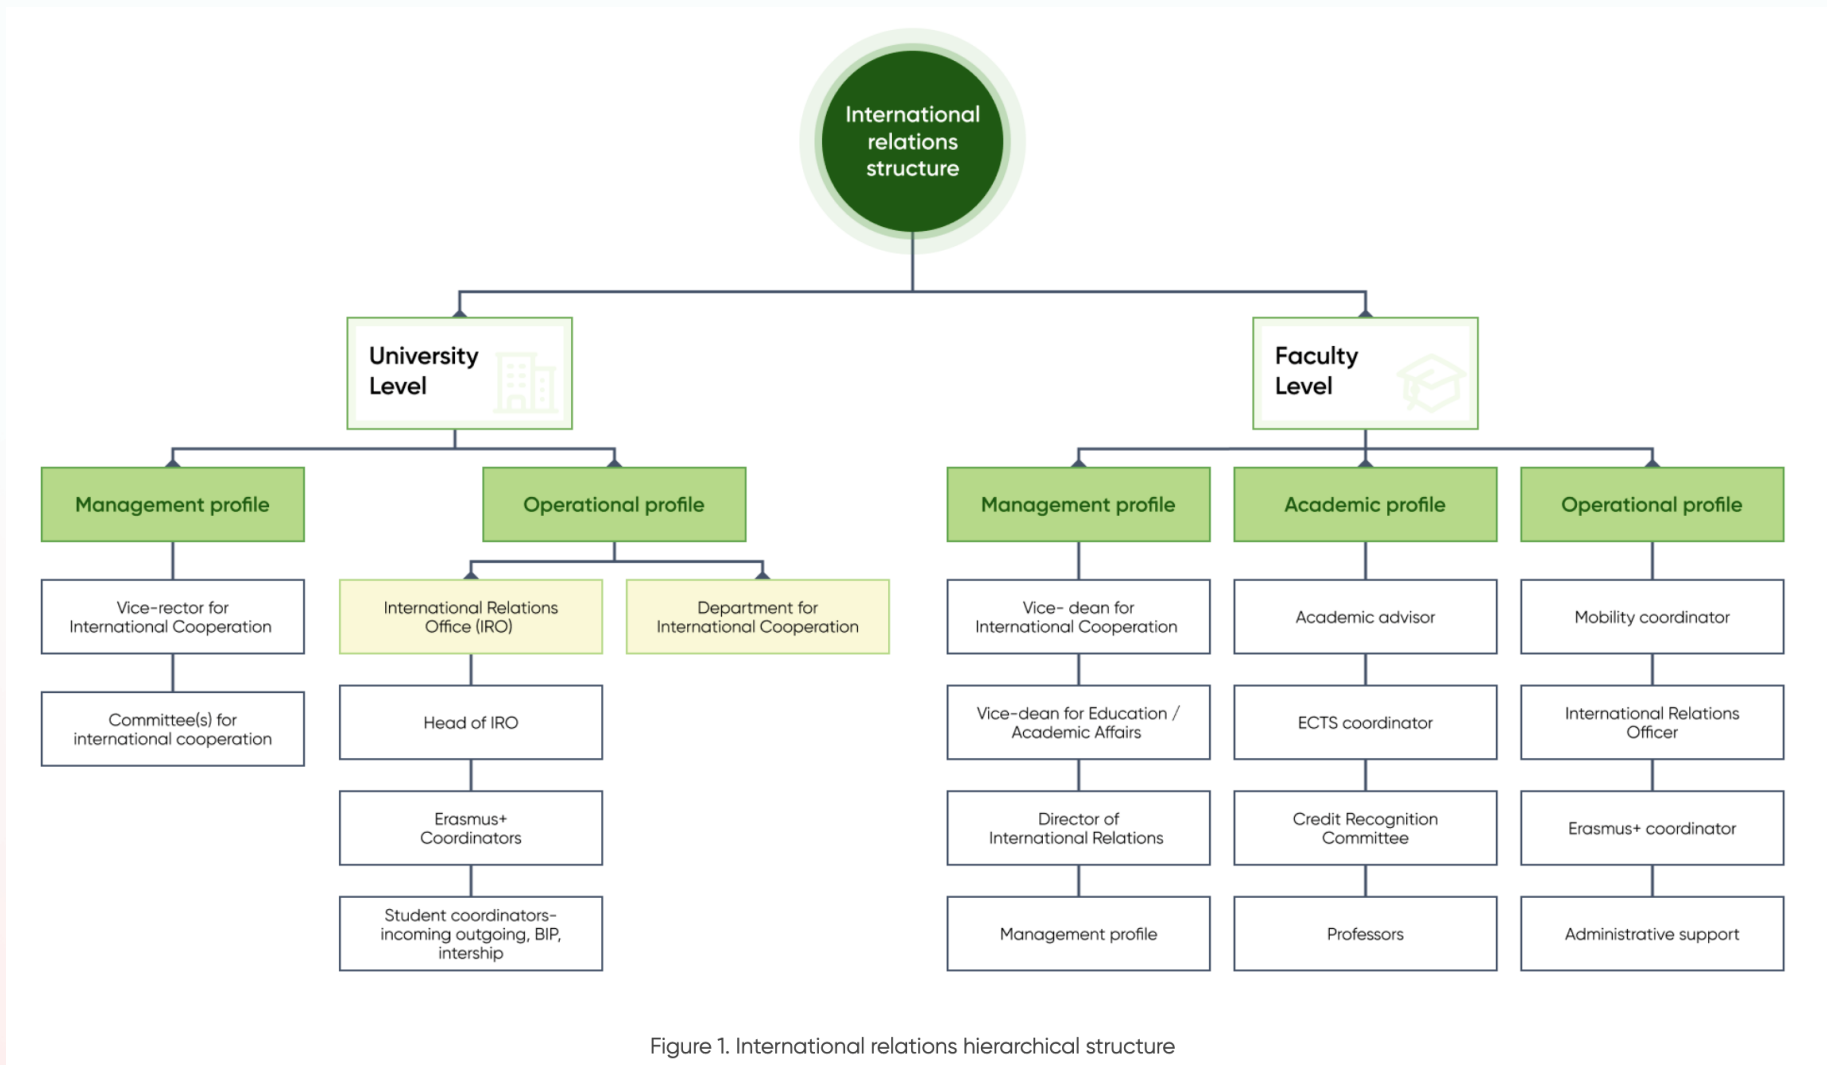 International
relations
structure
University
Level
Faculty
Level
Management profile
Operational profile
Management profile
Academic profile
Operational profile
Vice-rector for
International Cooperation
Committee(s) for
international cooperation
International Relations
Office (IRO)
Department for
International Cooperation
Head of IRO
Erasmus+
Coordinators
Student coordinators-
incoming outgoing, BIP,
intership
Vice- dean for
International Cooperation
Vice-dean for Education /
Academic Affairs
Director of
International Relations
Management profile
Academic advisor
ECTS coordinator
Credit Recognition
Committee
Professors
Mobility coordinator
International Relations
Officer
Erasmus+ coordinator
Administrative support
Figure 1. International relations hierarchical structure